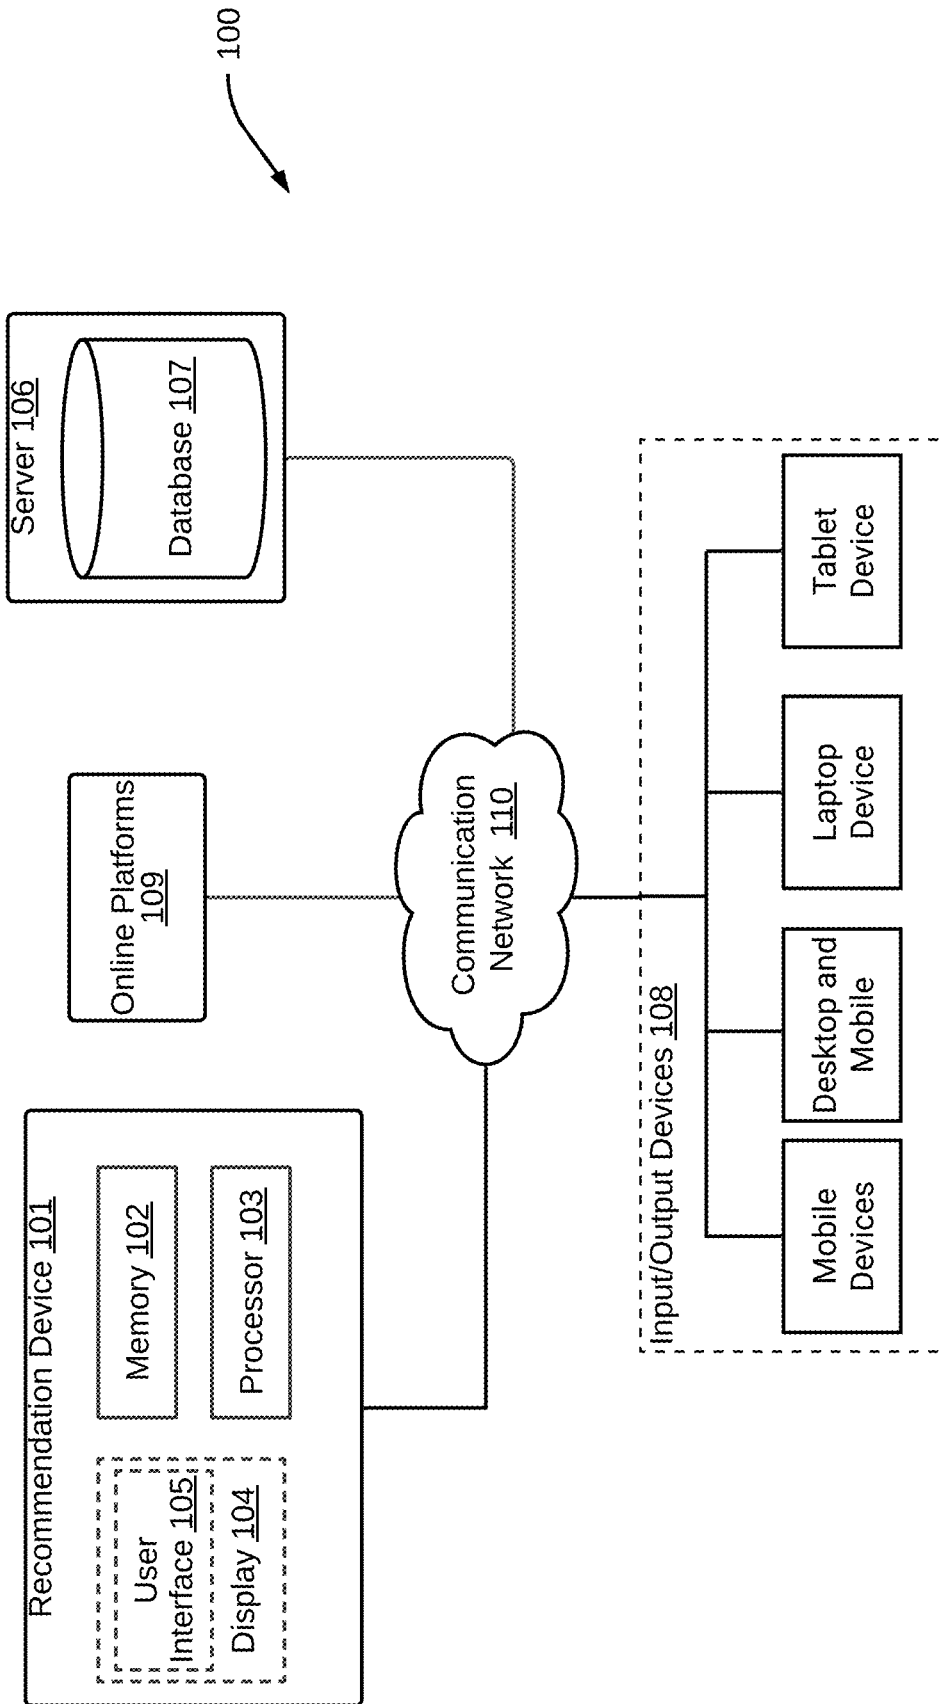 100
Recommendation Device 101
User
Interface 105
Display 104
Memory 102
Processor 103
Online Platforms
109
Server 106
Database 107
Communication
Network 110
Input/Output Devices 108
Mobile
Devices
Desktop and
Mobile
Laptop
Device
Tablet
Device